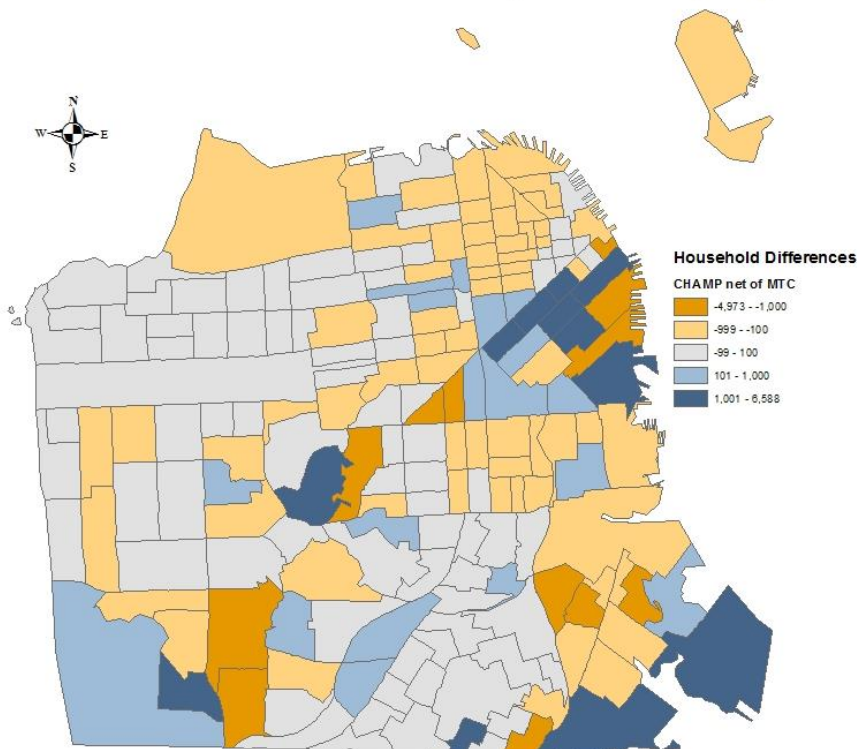 N
W E
S
Household Differences
CHAMP net of MTC
-4,973 - -1,000
-999 - -100
-99 - 100
101 - 1,000
1,001 - 6,588